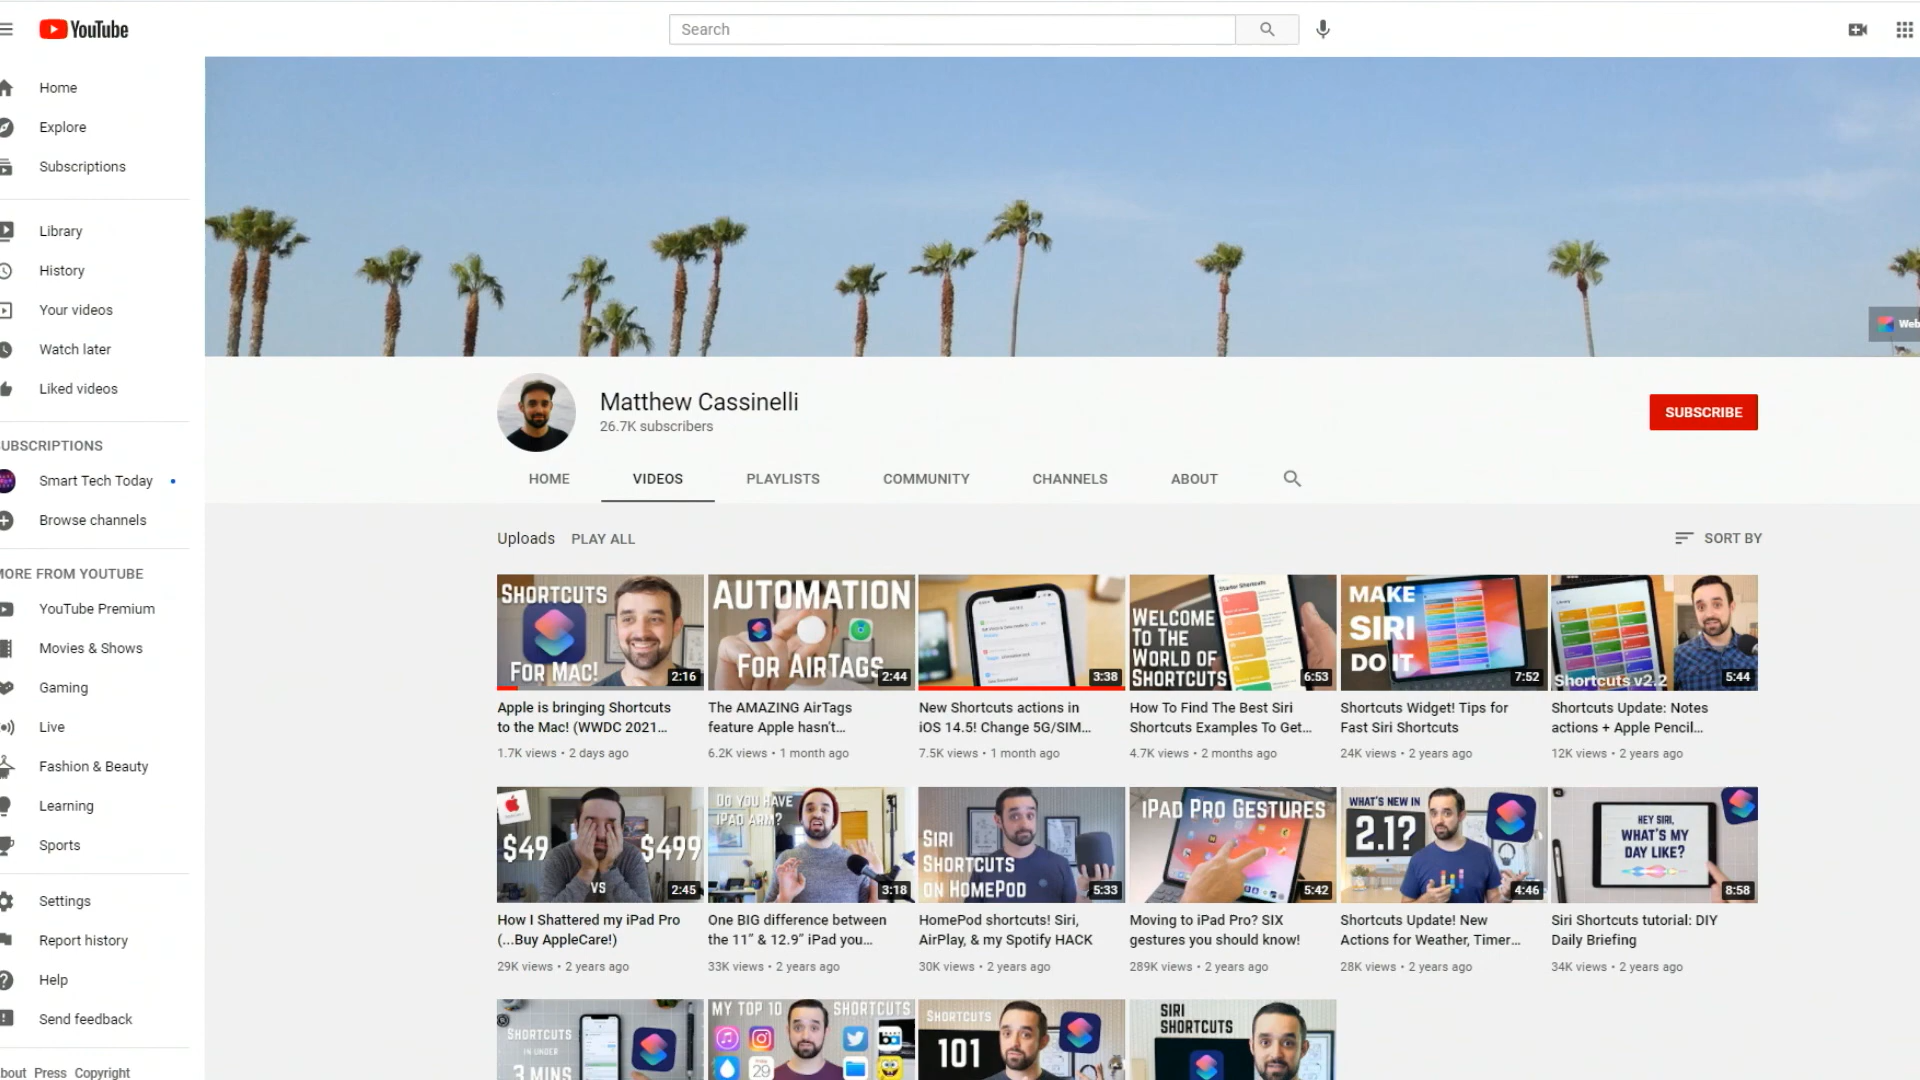 YouTube
Search
Home
Explore
Subscriptions
Library
History
Your videos
Watch later
Liked videos
UBSCRIPTIONS
Smart Tech Today
Browse channels
MORE FROM YOUTUBE
YouTube Premium
Movies & Shows
Gaming
Live
Fashion & Beauty
Learning
Sports
Settings
Report history
Help
Send feedback
bout Press Copyright
Web
Matthew Cassinelli
26.7K subscribers
SUBSCRIBE
HOME VIDEOS PLAYLISTS COMMUNITY CHANNELS ABOUT
Uploads PLAY ALL
SORT BY
SHORTCUTS
FOR MAC!
2:16
Apple is bringing Shortcuts
to the Mac! (WWDC 2021...
1.7K views • 2 days ago
AUTOMATION
FOR AIRTAGS
2:44
The AMAZING AirTags
feature Apple hasn't...
6.2K views • 1 month ago
3:38
New Shortcuts actions in
iOS 14.5! Change 5G/SIM...
7.5K views • 1 month ago
Starter Shortcuts
WELCOME
TO THE
WORLD OF
SHORTCUTS
6:53
How To Find The Best Siri
Shortcuts Examples To Get...
4.7K views • 2 months ago
MAKE
SIRI
DO IT
7:52
Shortcuts Widget! Tips for
Fast Siri Shortcuts
24K views • 2 years ago
Shortcuts v2.2
5:44
Shortcuts Update: Notes
actions + Apple Pencil...
12K views • 2 years ago
$49
VS
$499
2:45
How I Shattered my iPad Pro
(...Buy AppleCare!)
29K views • 2 years ago
DO YOU HAVE
IPAD ARM?
3:18
One BIG difference between
the 11” & 12.9” iPad you...
33K views • 2 years ago
SIRI
SHORTCUTS
ON HOMEPOD
5:33
HomePod shortcuts! Siri,
AirPlay, & my Spotify HACK
30K views • 2 years ago
IPAD PRO GESTURES
5:42
Moving to iPad Pro? SIX
gestures you should know!
289K views • 2 years ago
WHAT'S NEW IN
2.1?
4:46
Shortcuts Update! New
Actions for Weather, Timer...
28K views • 2 years ago
HEY SIRI,
WHAT'S MY
DAY LIKE?
8:58
Siri Shortcuts tutorial: DIY
Daily Briefing
34K views • 2 years ago
SHORTCUTS
IN UNDER
3 MINS
MY TOP 10 SHORTCUTS
29
SHORTCUTS
101
SIRI
SHORTCUTS